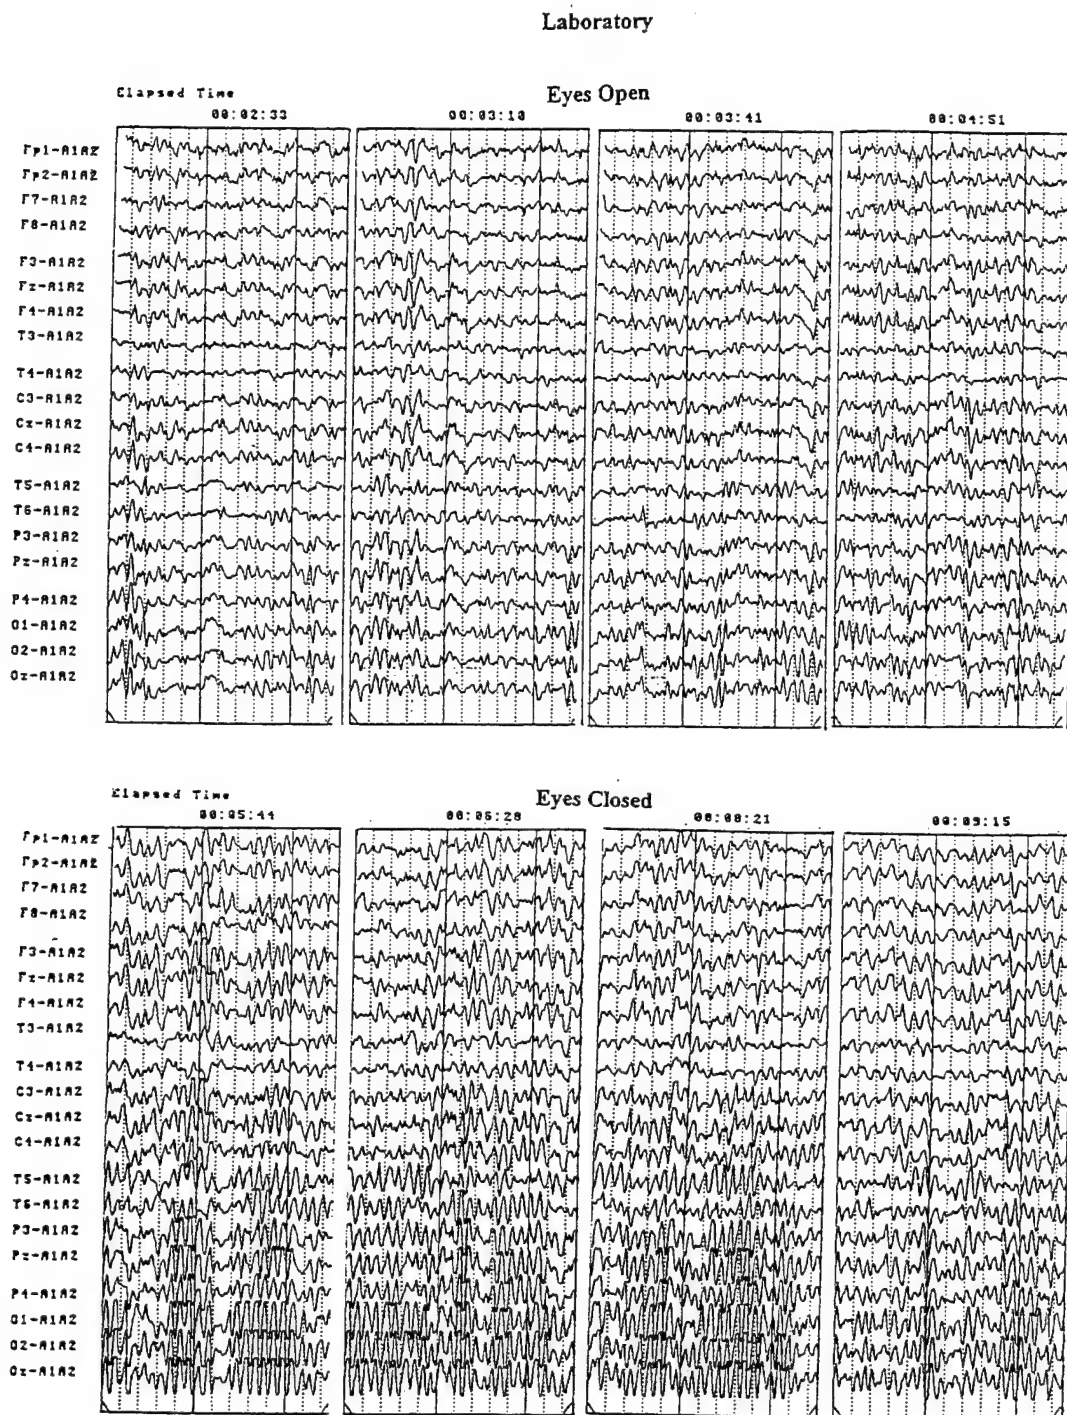 Laboratory
Elapsed Time
Eyes Open
00:02:33 00:03:10 00:03:41 00:04:51
Fp1-A1A2
Fp2-A1A2
F7-A1A2
F8-A1A2
F3-A1A2
Fz-A1A2
F4-A1A2
T3-A1A2
T4-A1A2
C3-A1A2
Cz-A1A2
C4-A1A2
T5-A1A2
T6-A1A2
P3-A1A2
Pz-A1A2
P4-A1A2
O1-A1A2
O2-A1A2
Oz-A1A2
Elapsed Time
Eyes Closed
00:05:44 00:06:28 00:08:21 00:09:15
Fp1-A1A2
Fp2-A1A2
F7-A1A2
F8-A1A2
F3-A1A2
Fz-A1A2
F4-A1A2
T3-A1A2
T4-A1A2
C3-A1A2
Cz-A1A2
C4-A1A2
T5-A1A2
T6-A1A2
P3-A1A2
Pz-A1A2
P4-A1A2
O1-A1A2
O2-A1A2
Oz-A1A2